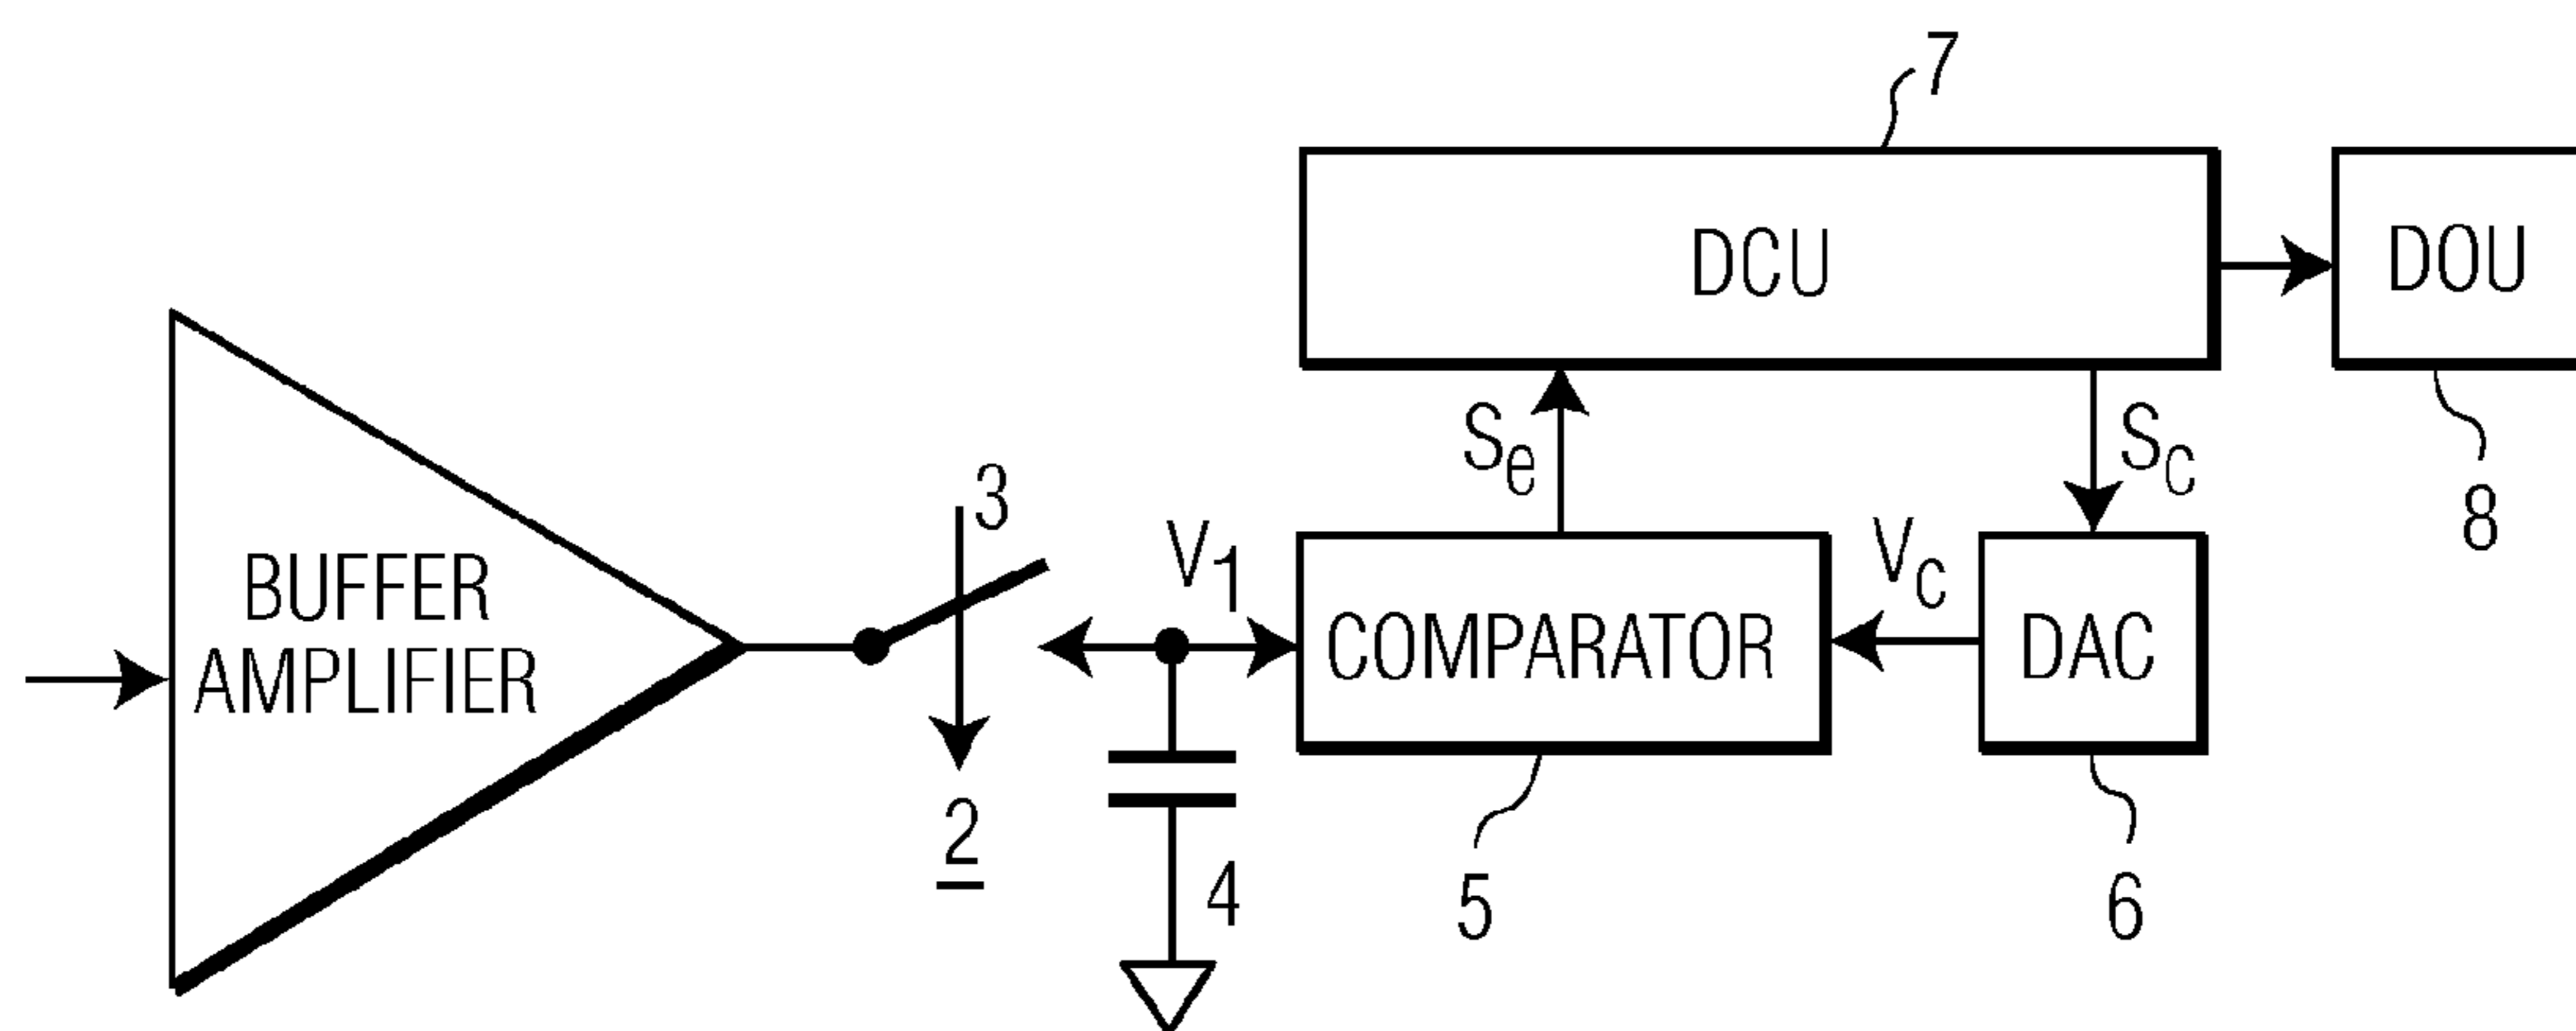 7
DCU
DOU
Se
Sc
8
3
V1
Vc
BUFFER
AMPLIFIER
COMPARATOR
DAC
2
4
5
6